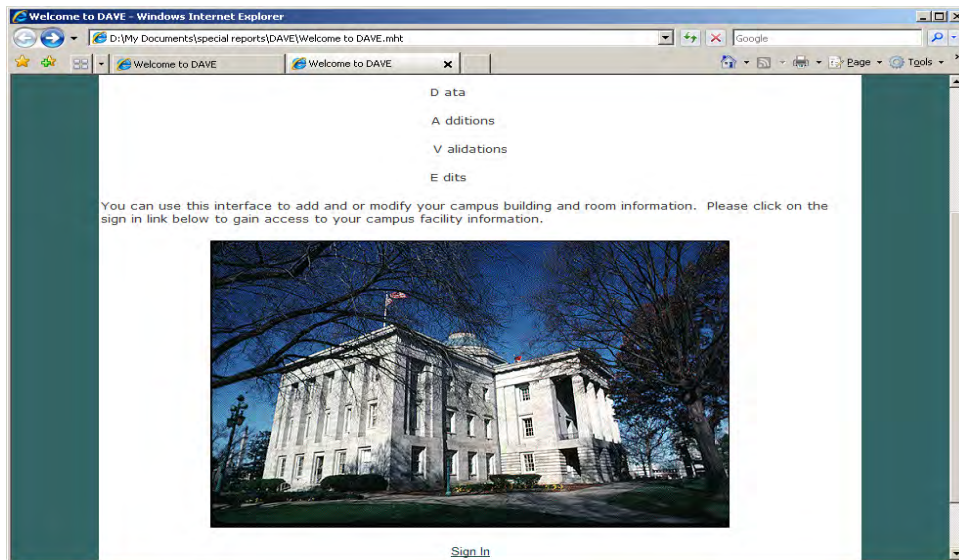 Welcome to DAVE - Windows Internet Explorer
D:\My Documents\special reports\DAVE\Welcome to DAVE.mht
Google
Welcome to DAVE
Welcome to DAVE
Page
Tools
D ata
A dditions
V alidations
E dits
You can use this interface to add and or modify your campus building and room information. Please click on the
sign in link below to gain access to your campus facility information.
Sign In